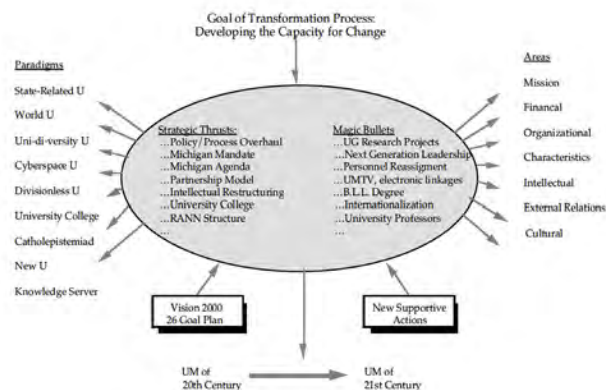 Goal of Transformation Process:
Developing the Capacity for Change
Paradigms
State-Related U
World U
Uni-di-versity U
Cyberspace U
Divisionless U
University College
Catholepistemiad
New U
Knowledge Server
Strategic Thrusts:
...Policy/Process Overhaul
...Michigan Mandate
...Michigan Agenda
...Partnership Model
...Intellectual Restructuring
...University College
...RANN Structure
...
Magic Bullets
...UG Research Projects
...Next Generation Leadership
...Personnel Reassigment
...UMTV, electronic linkages
...B.L.L. Degree
...Internationalization
...University Professors
...
Areas
Mission
Financal
Organizational
Characteristics
Intellectual
External Relations
Cultural
Vision 2000
26 Goal Plan
New Supportive
Actions
UM of
20th Century
UM of
21st Century